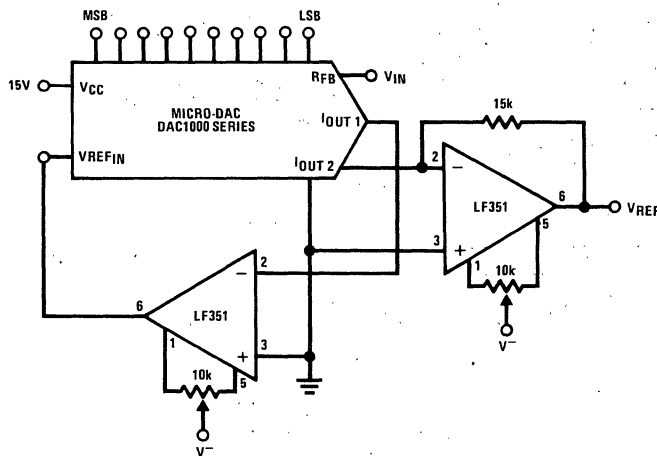 MSB LSB
RFB VIN
15V VCC
MICRO-DAC
DAC1000 SERIES
IOUT 1
15k
VREFIN
IOUT 2
2 −
LF351
6
VREF
5
3 +
1
10k
V−
2
−
6
LF351
1
+ 3
10k
5
V−